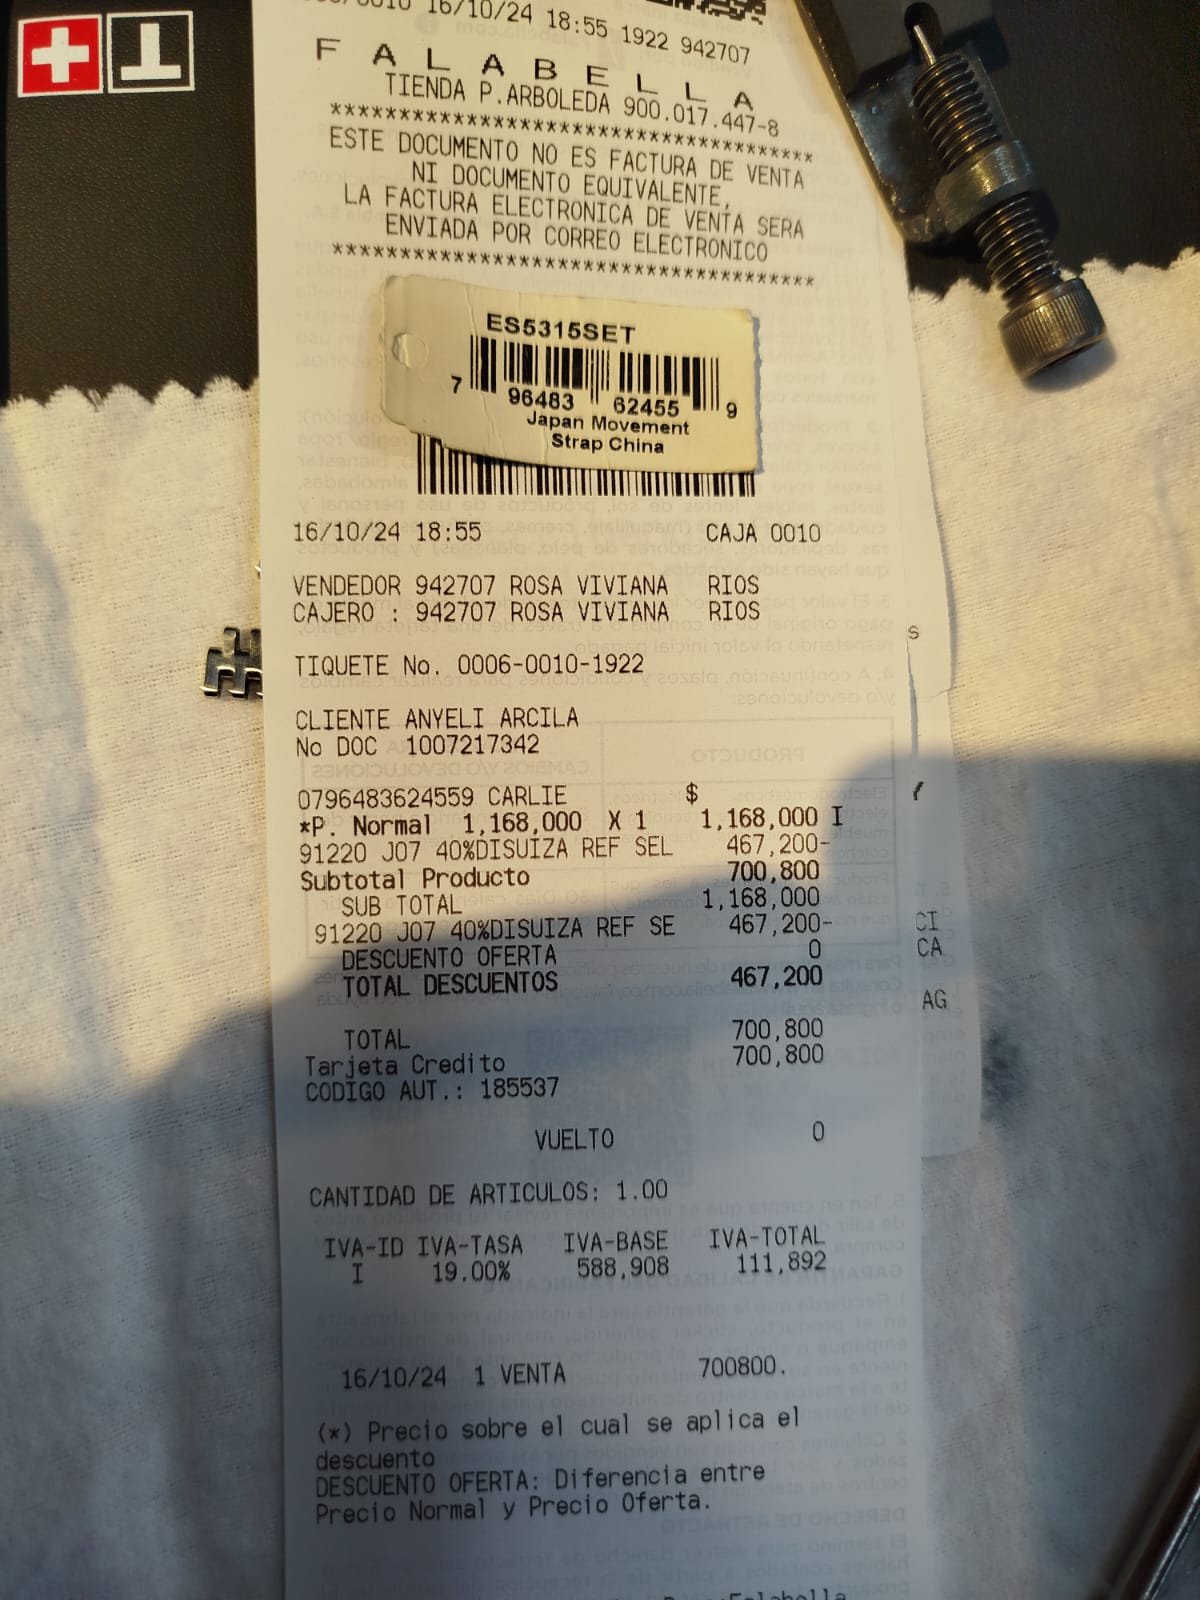 0010 16/10/24 18:55 1922 942707
F A L A B E L L A
TIENDA P.ARBOLEDA 900.017.447-8
*************************************
ESTE DOCUMENTO NO ES FACTURA DE VENTA
NI DOCUMENTO EQUIVALENTE,
LA FACTURA ELECTRONICA DE VENTA SERA
ENVIADA POR CORREO ELECTRONICO
*************************************
ES5315SET
7 96483 62455 9
Japan Movement
Strap China
16/10/24 18:55 CAJA 0010
VENDEDOR 942707 ROSA VIVIANA RIOS
CAJERO : 942707 ROSA VIVIANA RIOS
TIQUETE No. 0006-0010-1922
CLIENTE ANYELI ARCILA
No DOC 1007217342
0796483624559 CARLIE $
*P. Normal 1,168,000 X 1 1,168,000 I
91220 J07 40%DISUIZA REF SEL 467,200-
Subtotal Producto 700,800
SUB TOTAL 1,168,000
91220 J07 40%DISUIZA REF SE 467,200-
DESCUENTO OFERTA 0
TOTAL DESCUENTOS 467,200
TOTAL 700,800
Tarjeta Credito 700,800
CODIGO AUT.: 185537
VUELTO 0
CANTIDAD DE ARTICULOS: 1.00
IVA-ID IVA-TASA IVA-BASE IVA-TOTAL
I 19.00% 588,908 111,892
16/10/24 1 VENTA 700800.
(*) Precio sobre el cual se aplica el
descuento
DESCUENTO OFERTA: Diferencia entre
Precio Normal y Precio Oferta.
S
CI
CA
AG